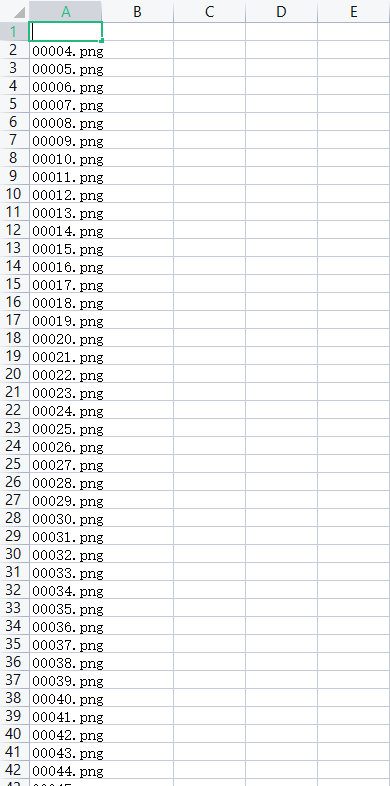 A B C D E
1
2 00004.png
3 00005.png
4 00006.png
5 00007.png
6 00008.png
7 00009.png
8 00010.png
9 00011.png
10 00012.png
11 00013.png
12 00014.png
13 00015.png
14 00016.png
15 00017.png
16 00018.png
17 00019.png
18 00020.png
19 00021.png
20 00022.png
21 00023.png
22 00024.png
23 00025.png
24 00026.png
25 00027.png
26 00028.png
27 00029.png
28 00030.png
29 00031.png
30 00032.png
31 00033.png
32 00034.png
33 00035.png
34 00036.png
35 00037.png
36 00038.png
37 00039.png
38 00040.png
39 00041.png
40 00042.png
41 00043.png
42 00044.png